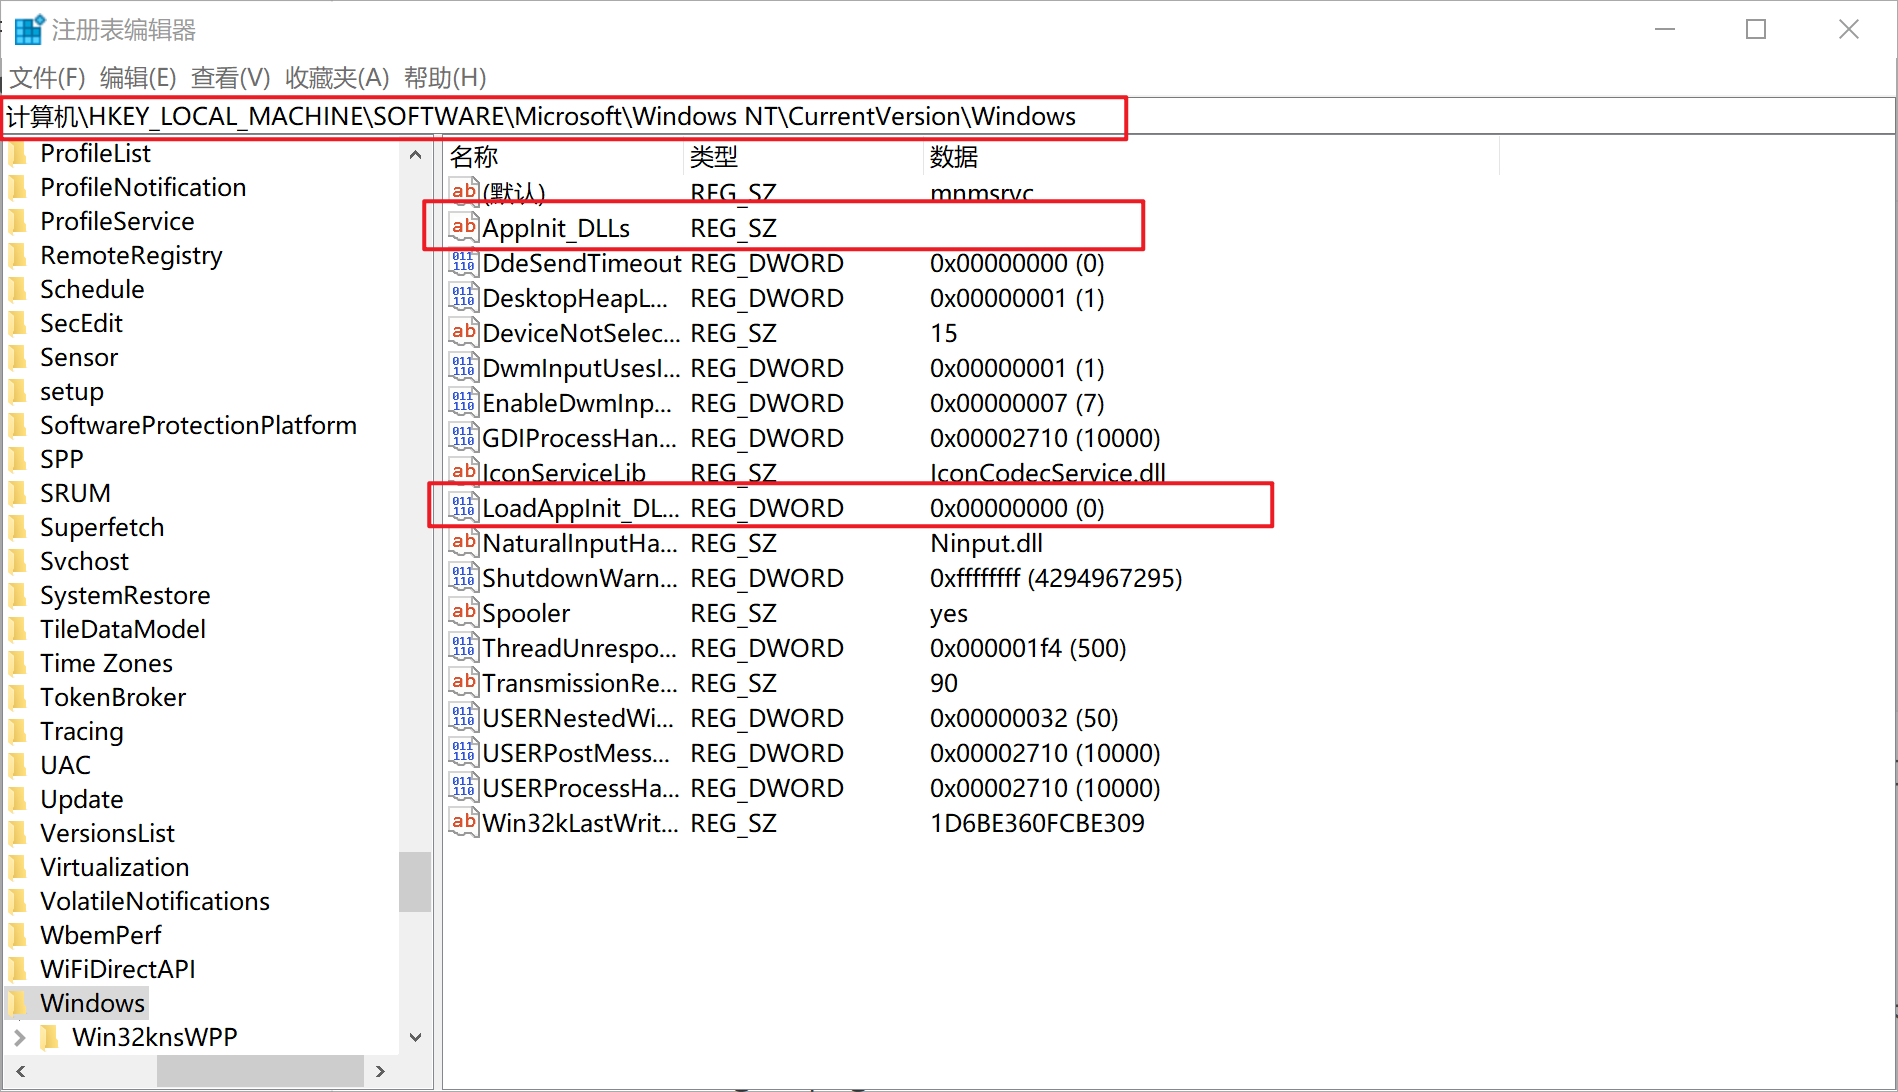 注册表编辑器
文件(F) 编辑(E) 查看(V) 收藏夹(A) 帮助(H)
计算机\HKEY_LOCAL_MACHINE\SOFTWARE\Microsoft\Windows NT\CurrentVersion\Windows
ProfileList
ProfileNotification
ProfileService
RemoteRegistry
Schedule
SecEdit
Sensor
setup
SoftwareProtectionPlatform
SPP
SRUM
Superfetch
Svchost
SystemRestore
TileDataModel
Time Zones
TokenBroker
Tracing
UAC
Update
VersionsList
Virtualization
VolatileNotifications
WbemPerf
WiFiDirectAPI
Windows
Win32knsWPP
名称 类型 数据
(默认) REG_SZ mnmsrvc
AppInit_DLLs REG_SZ
DdeSendTimeout REG_DWORD 0x00000000 (0)
DesktopHeapL... REG_DWORD 0x00000001 (1)
DeviceNotSelec... REG_SZ 15
DwmInputUsesI... REG_DWORD 0x00000001 (1)
EnableDwmInp... REG_DWORD 0x00000007 (7)
GDIProcessHan... REG_DWORD 0x00002710 (10000)
IconServiceLib REG_SZ IconCodecService.dll
LoadAppInit_DL... REG_DWORD 0x00000000 (0)
NaturalInputHa... REG_SZ Ninput.dll
ShutdownWarn... REG_DWORD 0xffffffff (4294967295)
Spooler REG_SZ yes
ThreadUnrespo... REG_DWORD 0x000001f4 (500)
TransmissionRe... REG_SZ 90
USERNestedWi... REG_DWORD 0x00000032 (50)
USERPostMess... REG_DWORD 0x00002710 (10000)
USERProcessHa... REG_DWORD 0x00002710 (10000)
Win32kLastWrit... REG_SZ 1D6BE360FCBE309